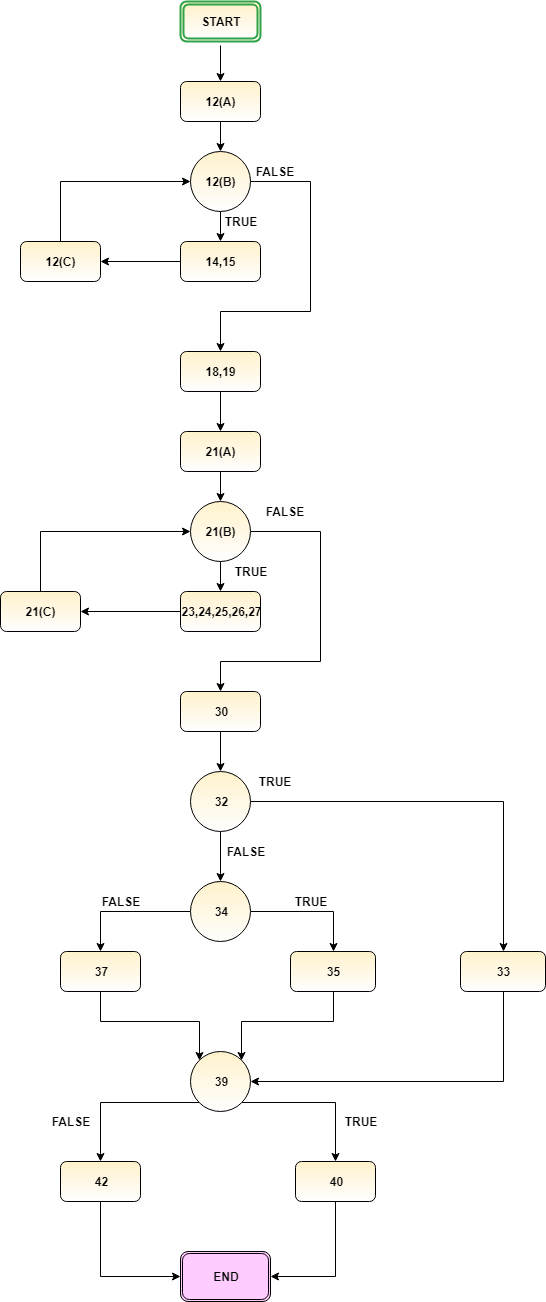 START
12(A)
12(B)
FALSE
TRUE
12(C)
14,15
18,19
21(A)
21(B)
FALSE
TRUE
21(C)
23,24,25,26,27
30
32
TRUE
FALSE
34
FALSE
TRUE
37
35
33
39
FALSE
TRUE
42
40
END